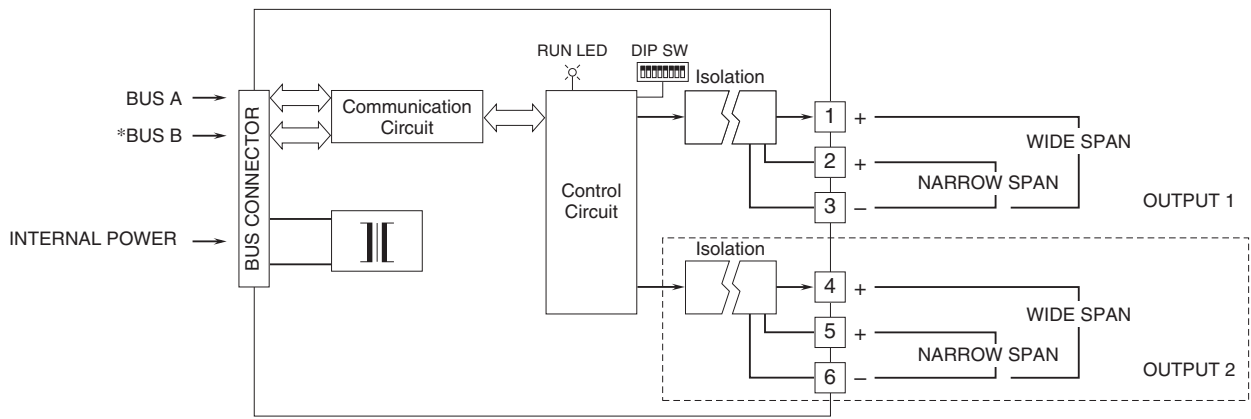 RUN LED
DIP SW
Isolation
BUS A
*BUS B
INTERNAL POWER
BUS CONNECTOR
Communication
Circuit
Control
Circuit
1 +
2 +
3 –
WIDE SPAN
NARROW SPAN
OUTPUT 1
Isolation
4 +
5 +
6 –
WIDE SPAN
NARROW SPAN
OUTPUT 2